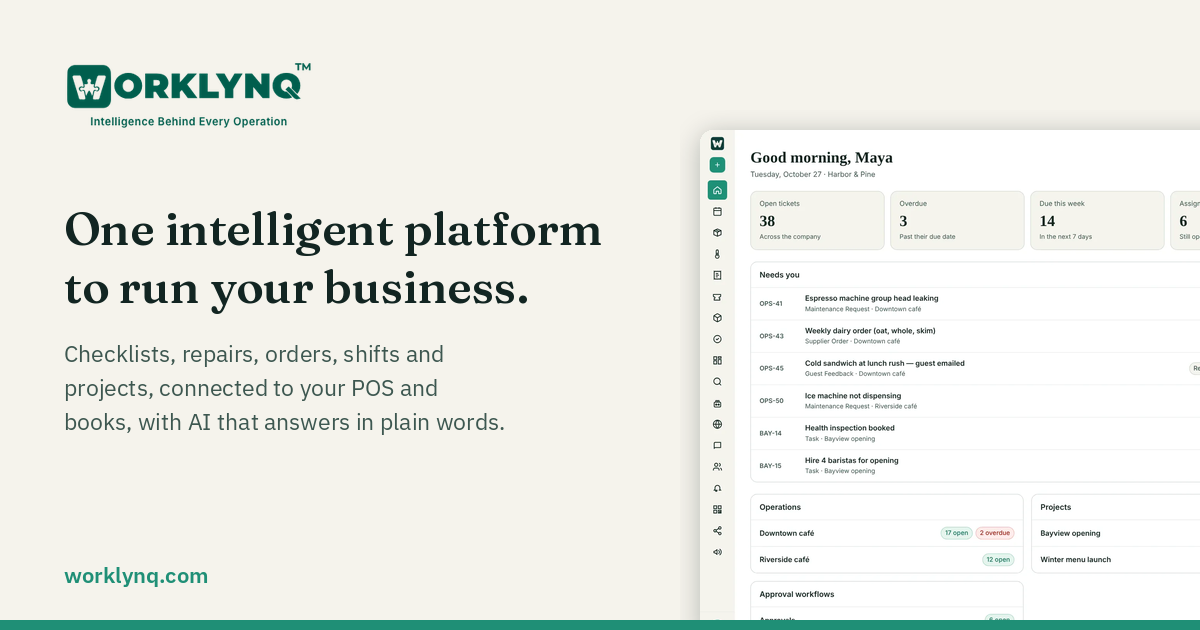 WORKLYNQ™
Intelligence Behind Every Operation
One intelligent platform
to run your business.
Checklists, repairs, orders, shifts and
projects, connected to your POS and
books, with AI that answers in plain words.
worklynq.com
W
+
Good morning, Maya
Tuesday, October 27 · Harbor & Pine
Open tickets
38
Across the company
Overdue
3
Past their due date
Due this week
14
In the next 7 days
6
Needs you
OPS-41
Espresso machine group head leaking
Maintenance Request · Downtown café
OPS-43
Weekly dairy order (oat, whole, skim)
Supplier Order · Downtown café
OPS-45
Cold sandwich at lunch rush — guest emailed
Guest Feedback · Downtown café
OPS-50
Ice machine not dispensing
Maintenance Request · Riverside café
BAY-14
Health inspection booked
Task · Bayview opening
BAY-15
Hire 4 baristas for opening
Task · Bayview opening
Operations
Downtown café 17 open 2 overdue
Riverside café 12 open
Projects
Bayview opening
Winter menu launch
Approval workflows